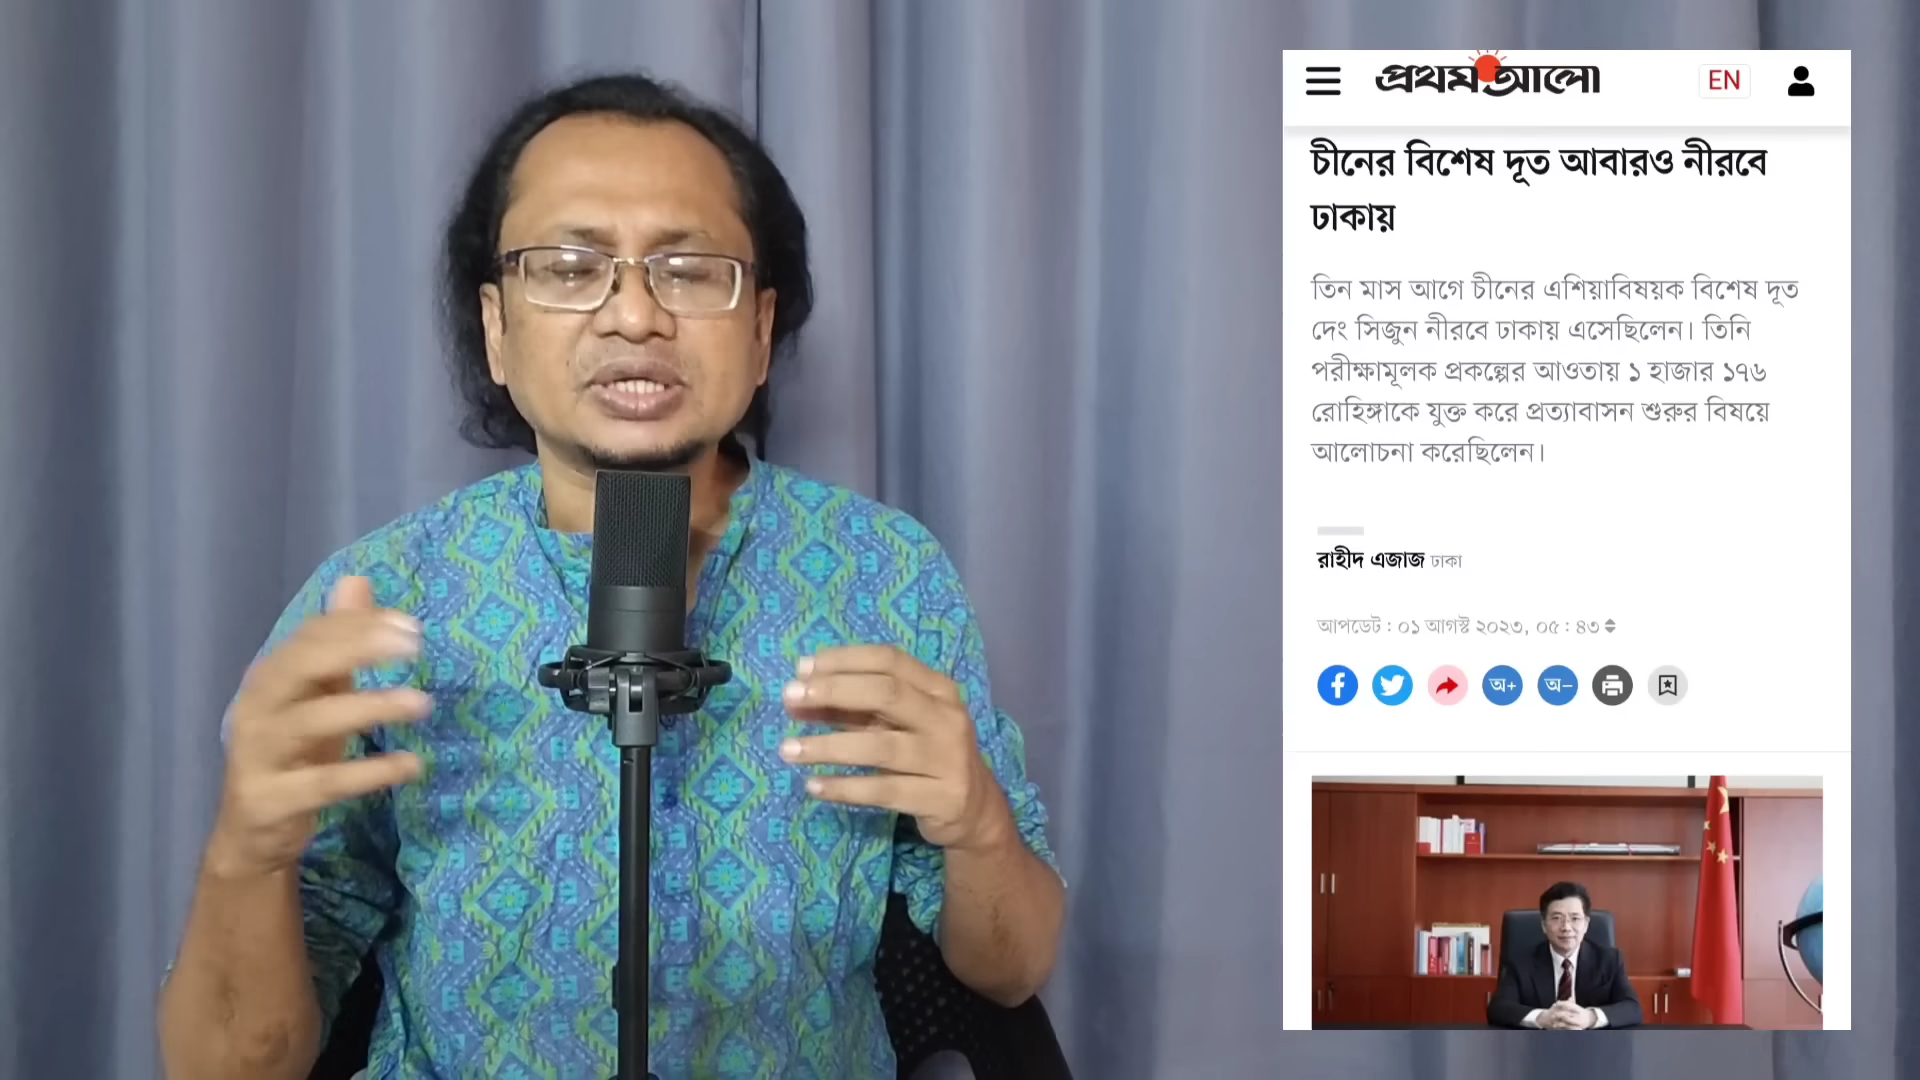 প্রথম আলো
EN
চীনের বিশেষ দূত আবারও নীরবে
ঢাকায়
তিন মাস আগে চীনের এশিয়াবিষয়ক বিশেষ দূত
দেং সিজুন নীরবে ঢাকায় এসেছিলেন। তিনি
পরীক্ষামূলক প্রকল্পের আওতায় ১ হাজার ১৭৬
রোহিঙ্গাকে যুক্ত করে প্রত্যাবাসন শুরুর বিষয়ে
আলোচনা করেছিলেন।
রাহীদ এজাজ ঢাকা
আপডেট : ০১ আগস্ট ২০২৩, ০৫ : ৪৩
অ+ অ–